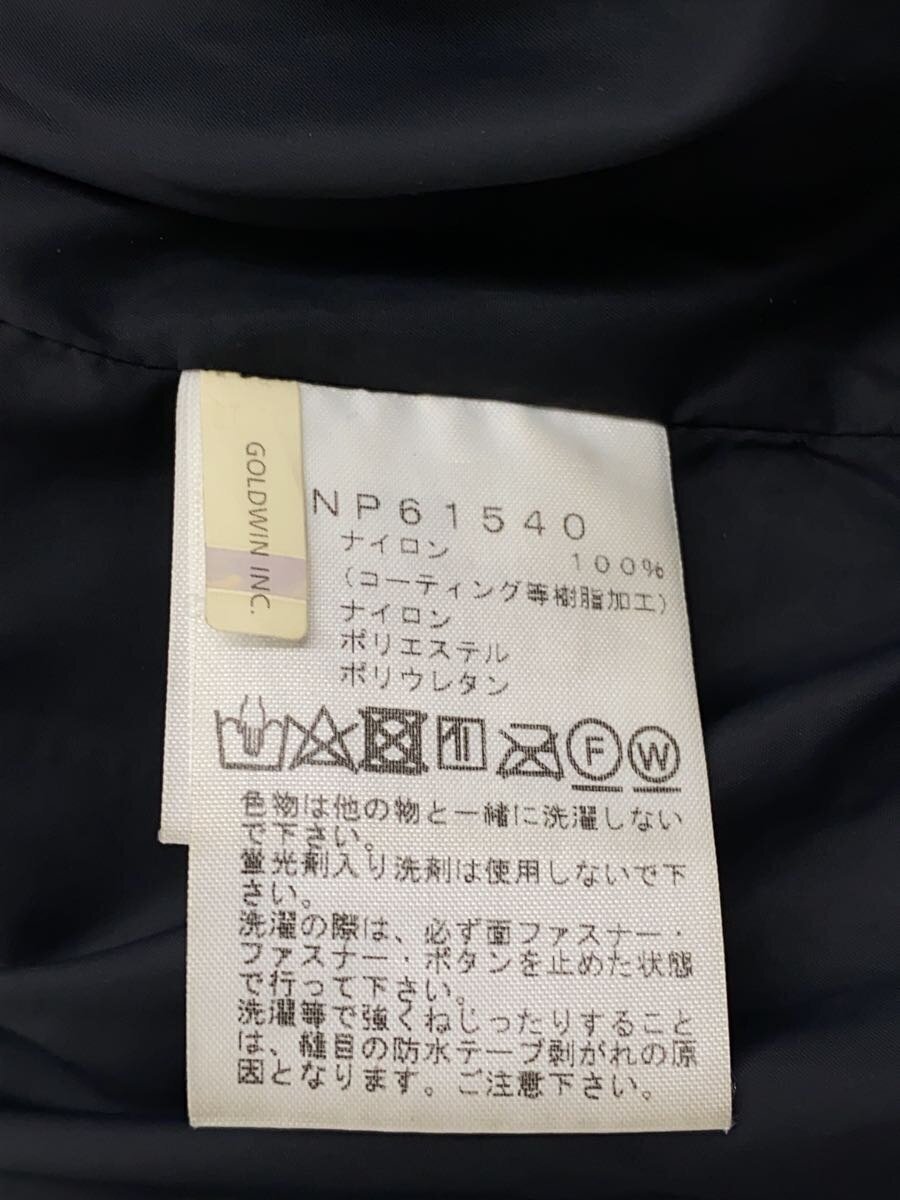 GOLDWIN INC.
NP61540
ナイロン 100%
(コーティング等樹脂加工)
ナイロン
ポリエステル
ポリウレタン
F W
色物は他の物と一緒に洗濯しない
で下さい。
蛍光剤入り洗剤は使用しないで下
さい。
洗濯の際は、必ず面ファスナー・
ファスナー・ボタンを止めた状態
で行って下さい。
洗濯等で強くねじったりすること
は、縫目の防水テープ剥がれの原
因となります。ご注意下さい。